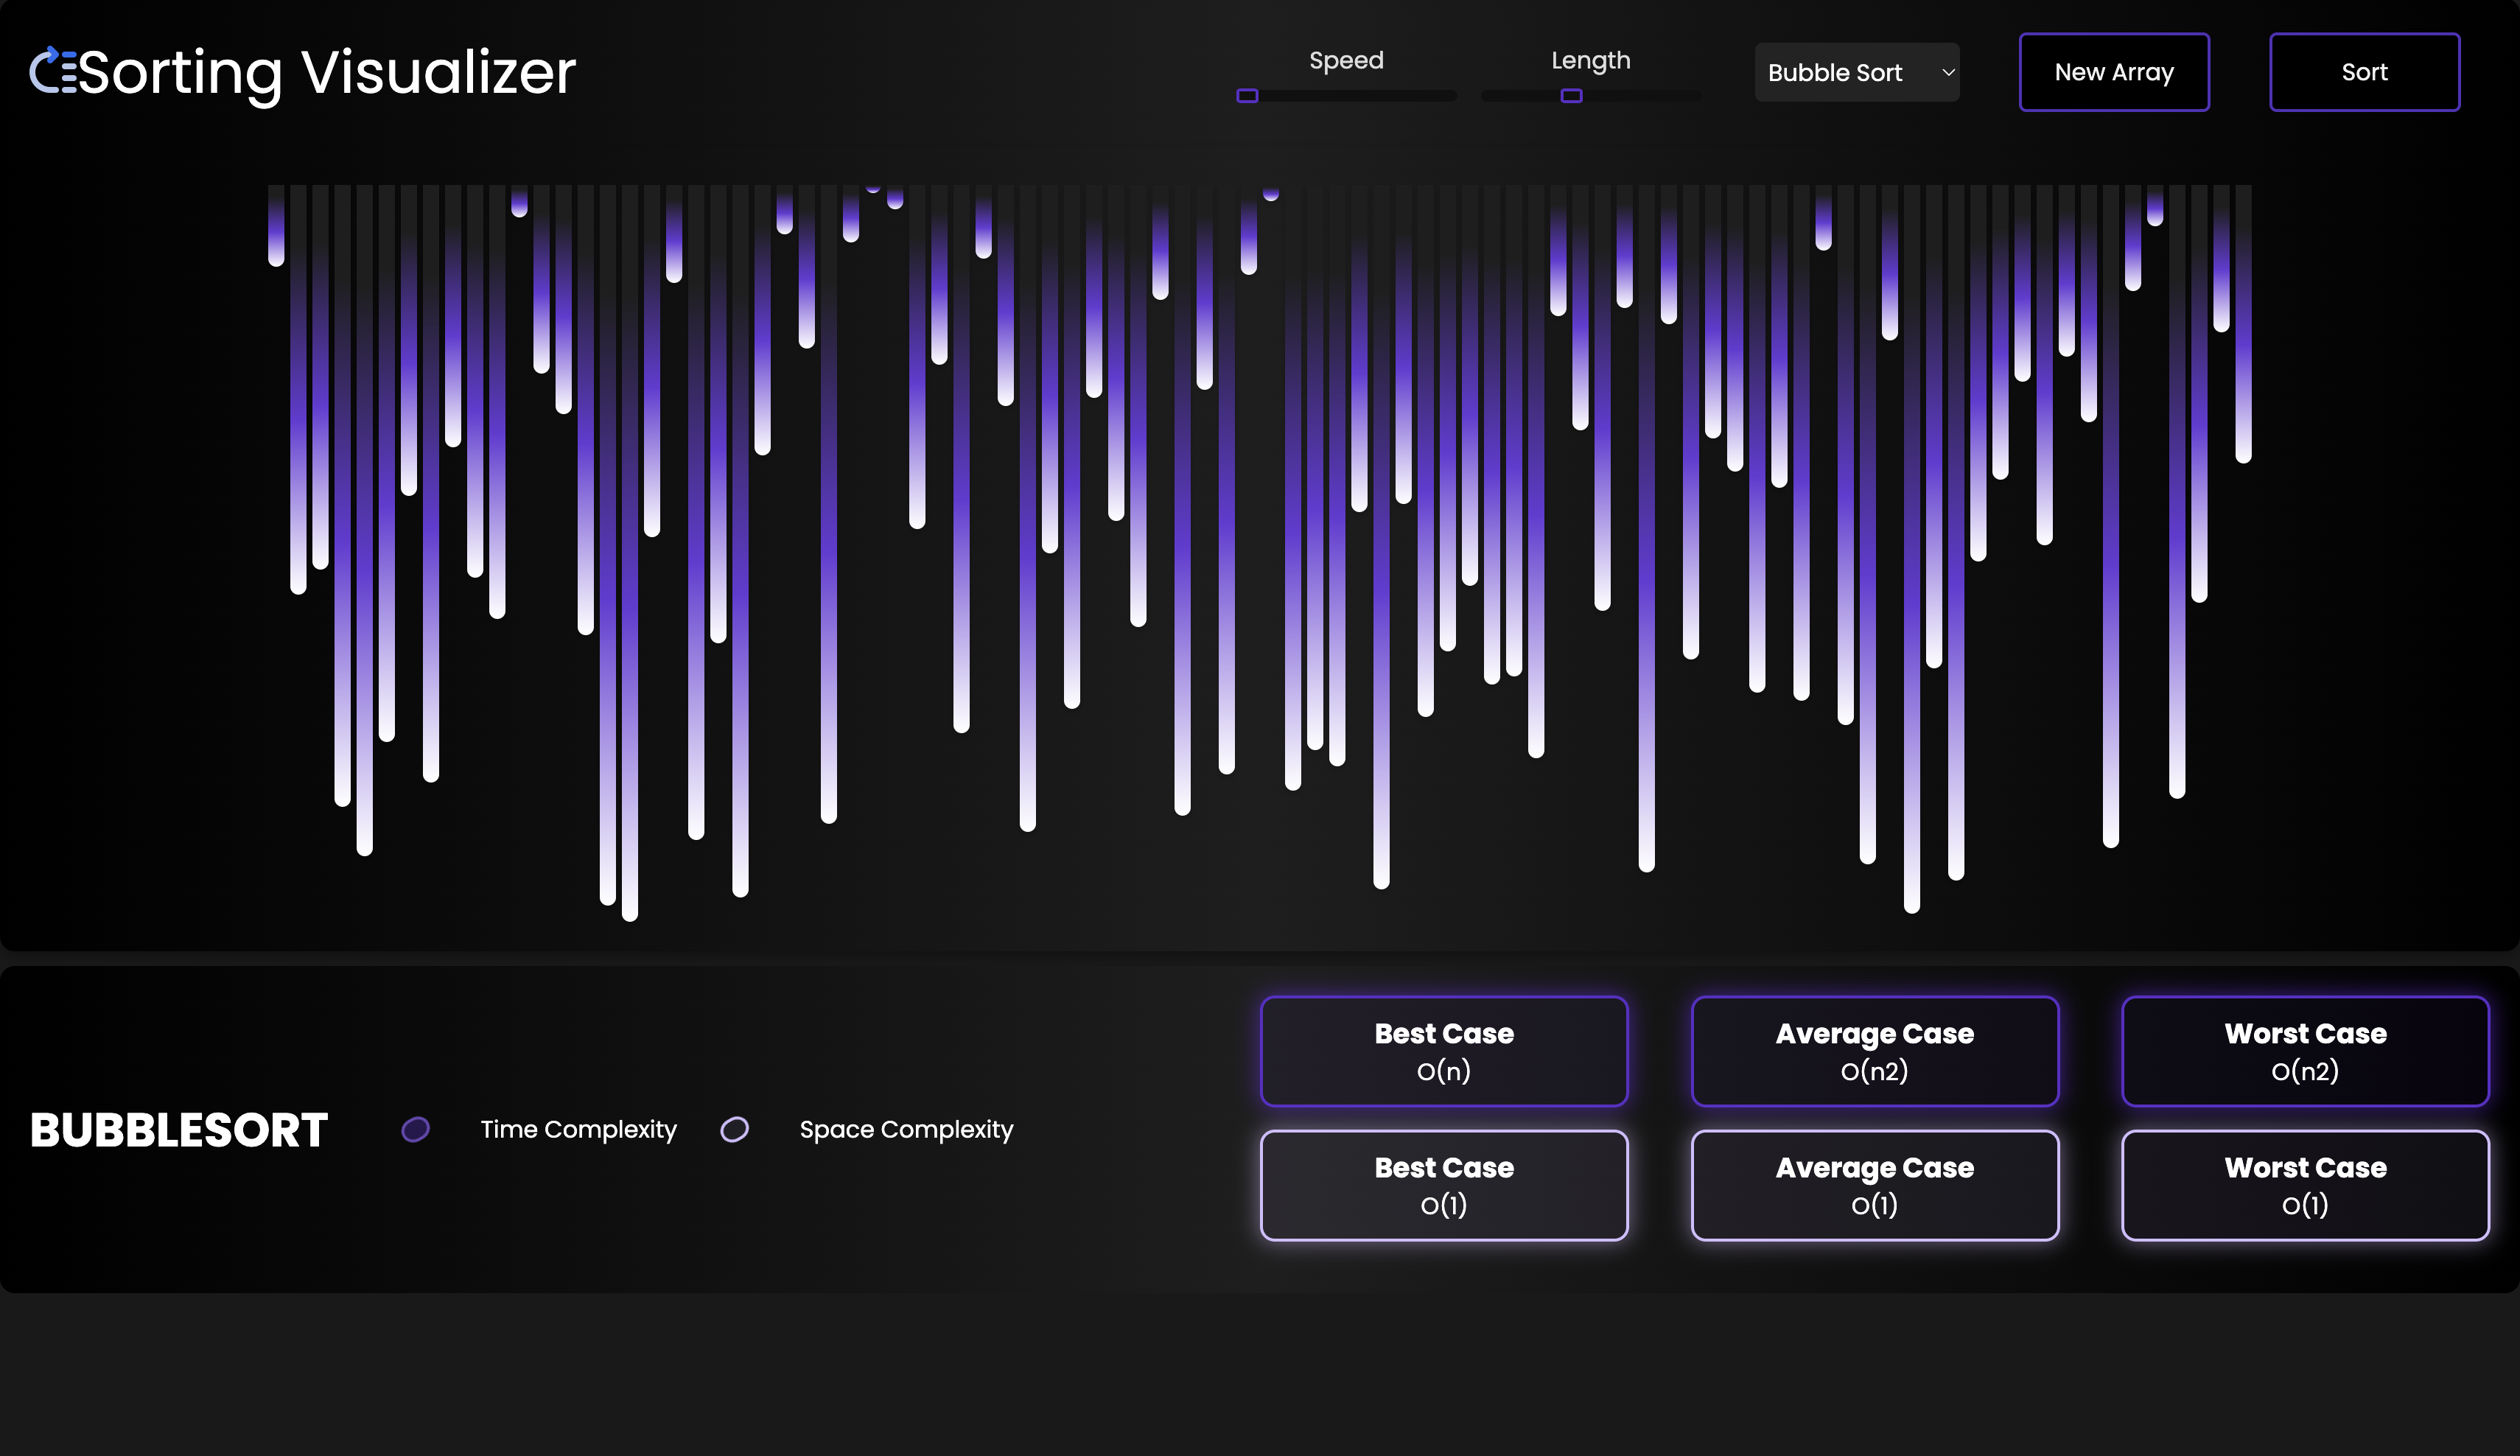 Sorting Visualizer
Speed
Length
Bubble Sort
New Array
Sort
BUBBLESORT
Time Complexity
Space Complexity
Best Case
O(n)
Average Case
O(n2)
Worst Case
O(n2)
Best Case
O(1)
Average Case
O(1)
Worst Case
O(1)